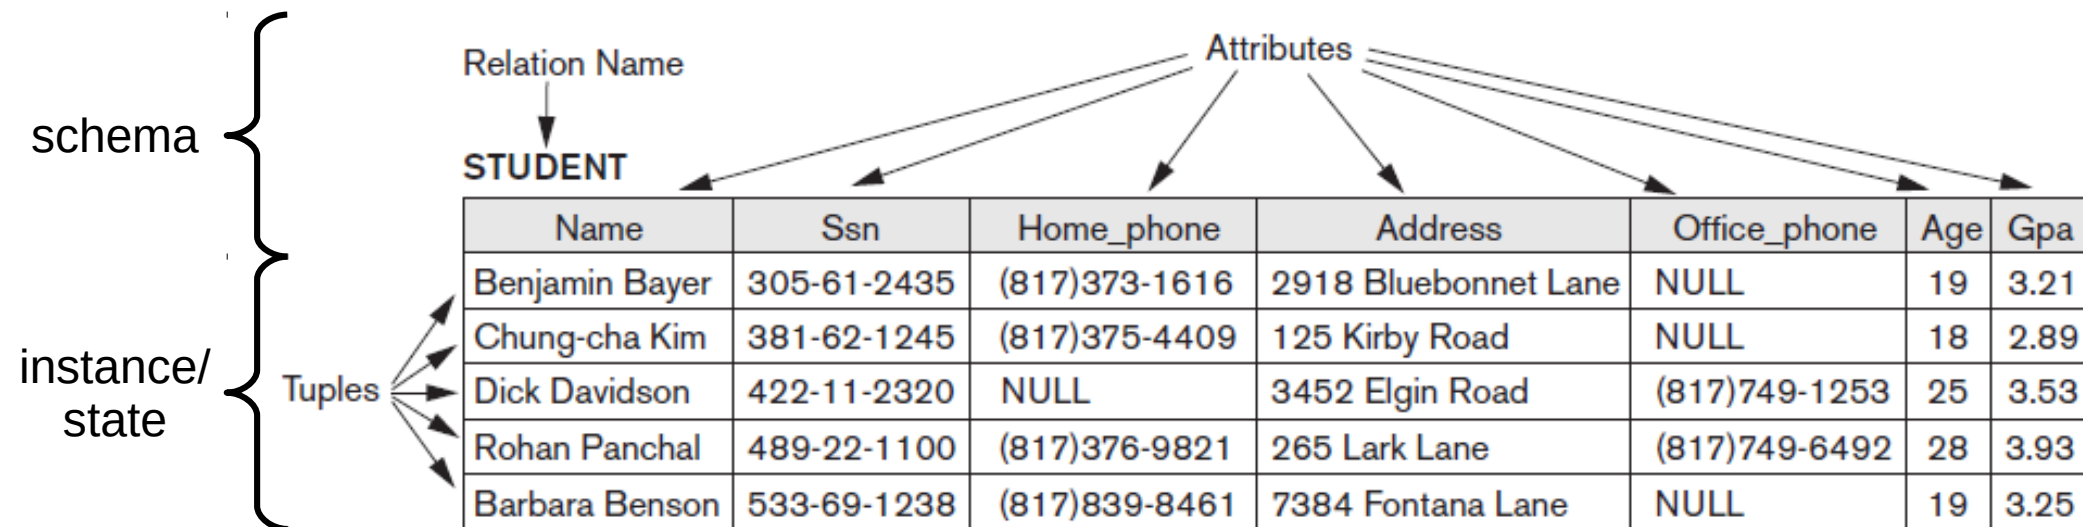 schema
Relation Name
Attributes
STUDENT
Name Ssn Home_phone Address Office_phone Age Gpa
Benjamin Bayer 305-61-2435 (817)373-1616 2918 Bluebonnet Lane NULL 19 3.21
Chung-cha Kim 381-62-1245 (817)375-4409 125 Kirby Road NULL 18 2.89
instance/
state
Tuples
Dick Davidson 422-11-2320 NULL 3452 Elgin Road (817)749-1253 25 3.53
Rohan Panchal 489-22-1100 (817)376-9821 265 Lark Lane (817)749-6492 28 3.93
Barbara Benson 533-69-1238 (817)839-8461 7384 Fontana Lane NULL 19 3.25